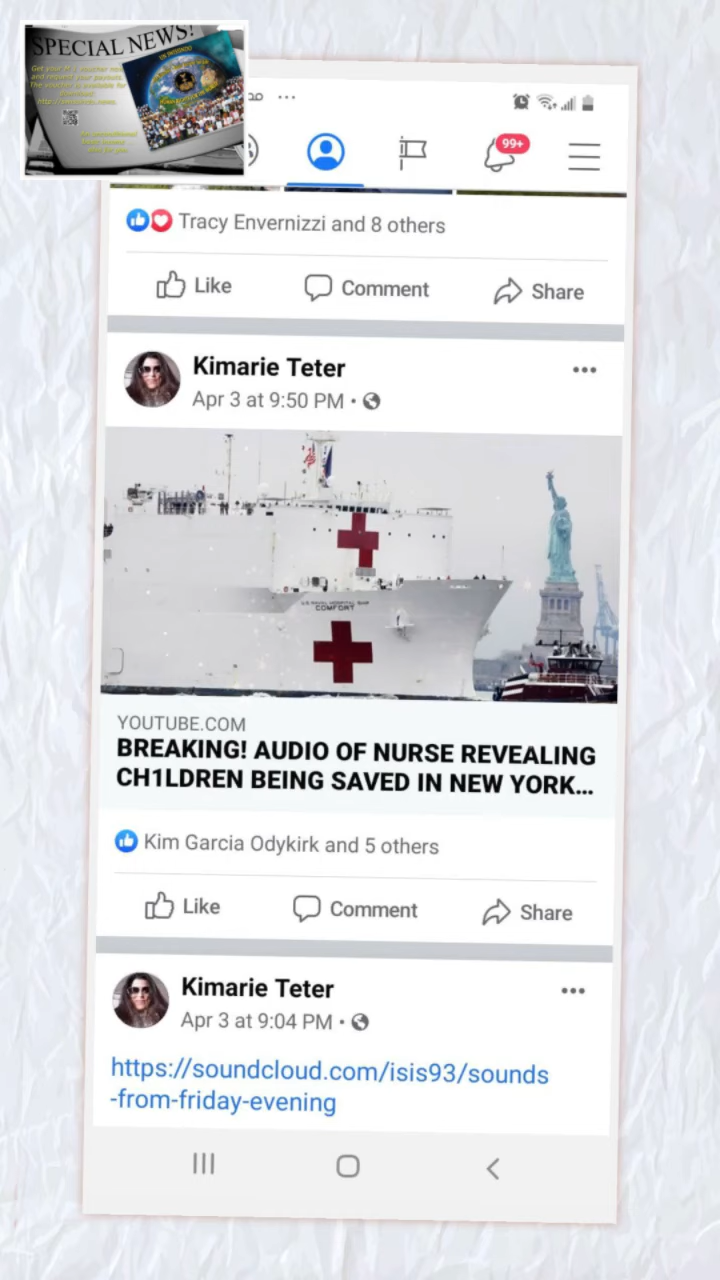 SPECIAL NEWS!
99+
Tracy Envernizzi and 8 others
Like Comment Share
Kimarie Teter
Apr 3 at 9:50 PM •
U.S. NAVAL HOSPITAL SHIP
COMFORT
YOUTUBE.COM
BREAKING! AUDIO OF NURSE REVEALING
CH1LDREN BEING SAVED IN NEW YORK...
Kim Garcia Odykirk and 5 others
Like Comment Share
Kimarie Teter
Apr 3 at 9:04 PM •
https://soundcloud.com/isis93/sounds
-from-friday-evening